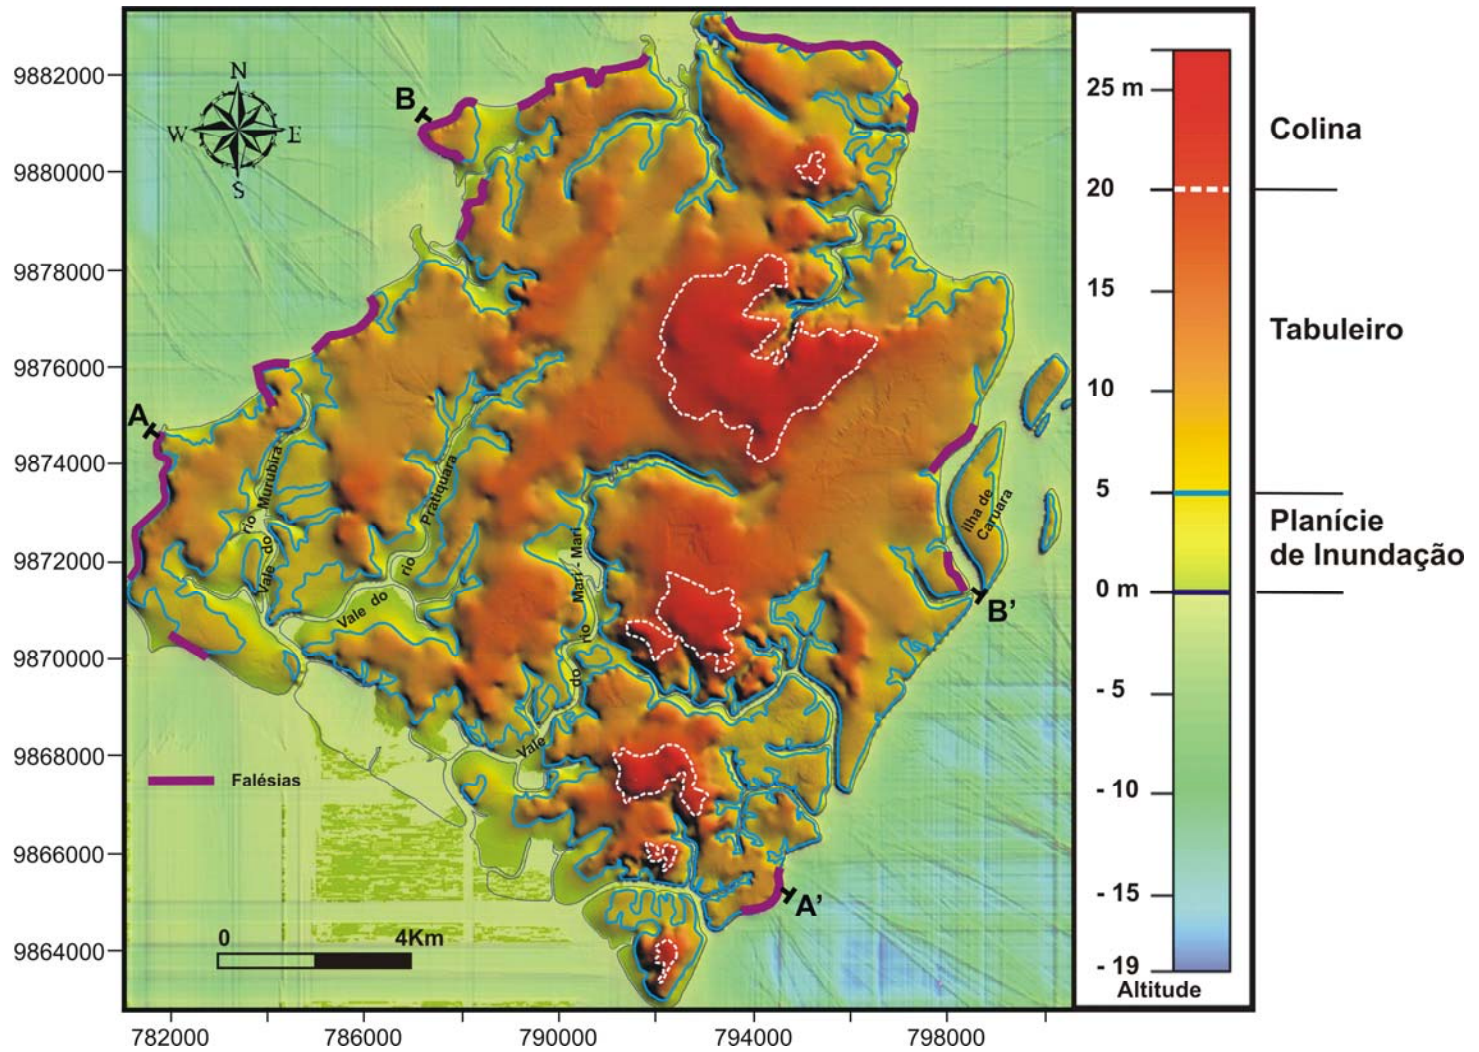 9882000
9880000
9878000
9876000
9874000
9872000
9870000
9868000
9866000
9864000
782000
786000
790000
794000
798000
N
W
E
S
B
A
B'
A'
Vale do rio Murubira
Vale do rio Pratiquara
Vale do rio Mari - Mari
Ilha de
Caruara
Falésias
0
4Km
25 m
20
15
10
5
0 m
- 5
- 10
- 15
- 19
Altitude
Colina
Tabuleiro
Planície
de Inundação